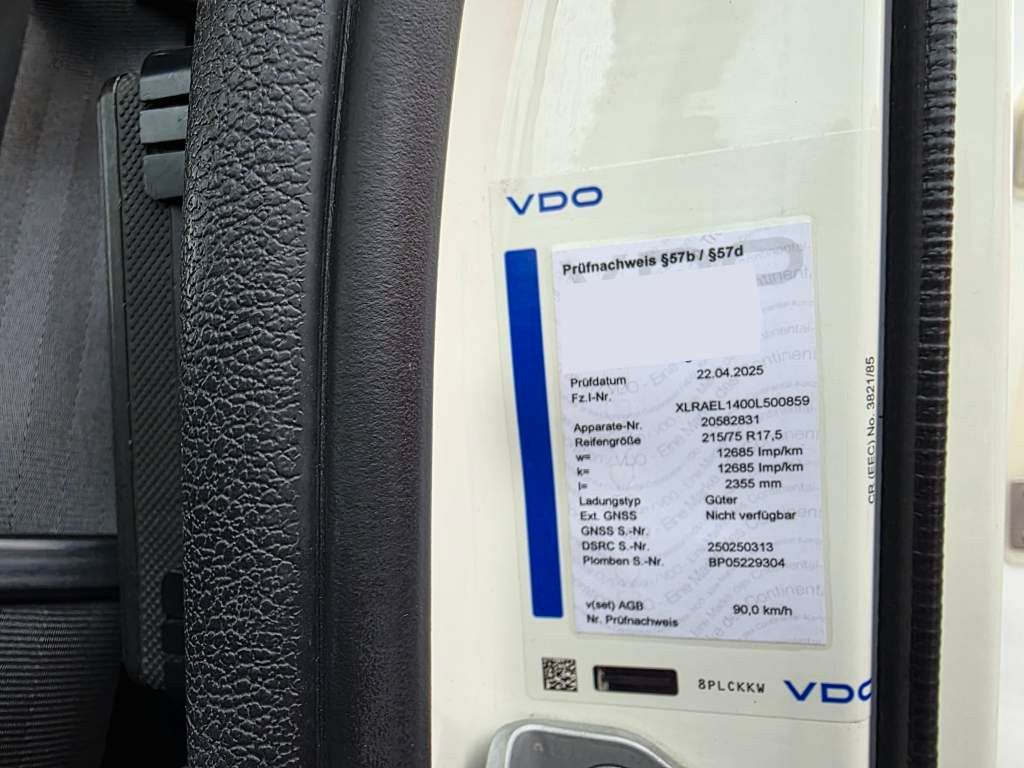 VDO
Prüfnachweis §57b / §57d
Prüfdatum 22.04.2025
Fz.I-Nr. XLRAEL1400L500859
Apparate-Nr. 20582831
Reifengröße 215/75 R17,5
w= 12685 Imp/km
k= 12685 Imp/km
l= 2355 mm
Ladungstyp Güter
Ext. GNSS Nicht verfügbar
GNSS S.-Nr.
DSRC S.-Nr. 250250313
Plomben S.-Nr. BP05229304
v(set) AGB 90,0 km/h
Nr. Prüfnachweis
8PLCKKW VDO
CR (EEC) No. 3821/85